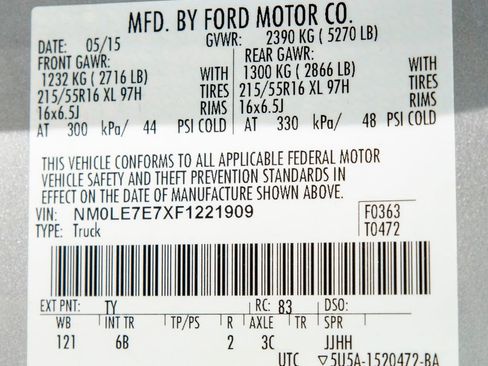 MFD. BY FORD MOTOR CO.
DATE: 05/15 GVWR: 2390 KG ( 5270 LB)
FRONT GAWR: REAR GAWR:
1232 KG ( 2716 LB) WITH 1300 KG ( 2866 LB) WITH
215/55R16 XL 97H TIRES 215/55R16 XL 97H TIRES
16x6.5J RIMS 16x6.5J RIMS
AT 300 kPa/ 44 PSI COLD AT 330 kPa/ 48 PSI COLD
THIS VEHICLE CONFORMS TO ALL APPLICABLE FEDERAL MOTOR
VEHICLE SAFETY AND THEFT PREVENTION STANDARDS IN
EFFECT ON THE DATE OF MANUFACTURE SHOWN ABOVE.
VIN: NM0LE7E7XF1221909 F0363
TYPE: Truck T0472
EXT PNT: TY RC: 83 DSO:
WB INT TR TP/PS R AXLE TR SPR
121 6B 2 3C JJHH
UTC ▽5U5A-1520472-BA